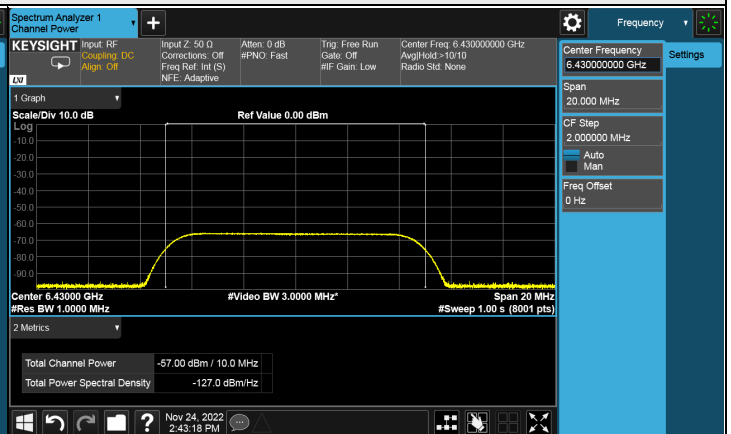 Spectrum Analyzer 1
Channel Power
+
Frequency
KEYSIGHT
Input: RF
Coupling: DC
Align: Off
Input Z: 50 Ω
Corrections: Off
Freq Ref: Int (S)
NFE: Adaptive
Atten: 0 dB
#PNO: Fast
Trig: Free Run
Gate: Off
#IF Gain: Low
Center Freq: 6.430000000 GHz
Avg|Hold:>10/10
Radio Std: None
LXI
Center Frequency
6.430000000 GHz
Settings
Span
20.000 MHz
CF Step
2.000000 MHz
Auto
Man
Freq Offset
0 Hz
1 Graph
Scale/Div 10.0 dB
Ref Value 0.00 dBm
Log
-10.0
-20.0
-30.0
-40.0
-50.0
-60.0
-70.0
-80.0
-90.0
Center 6.43000 GHz
#Video BW 3.0000 MHz*
Span 20 MHz
#Res BW 1.0000 MHz
#Sweep 1.00 s (8001 pts)
2 Metrics
Total Channel Power -57.00 dBm / 10.0 MHz
Total Power Spectral Density -127.0 dBm/Hz
?
Nov 24, 2022
2:43:18 PM